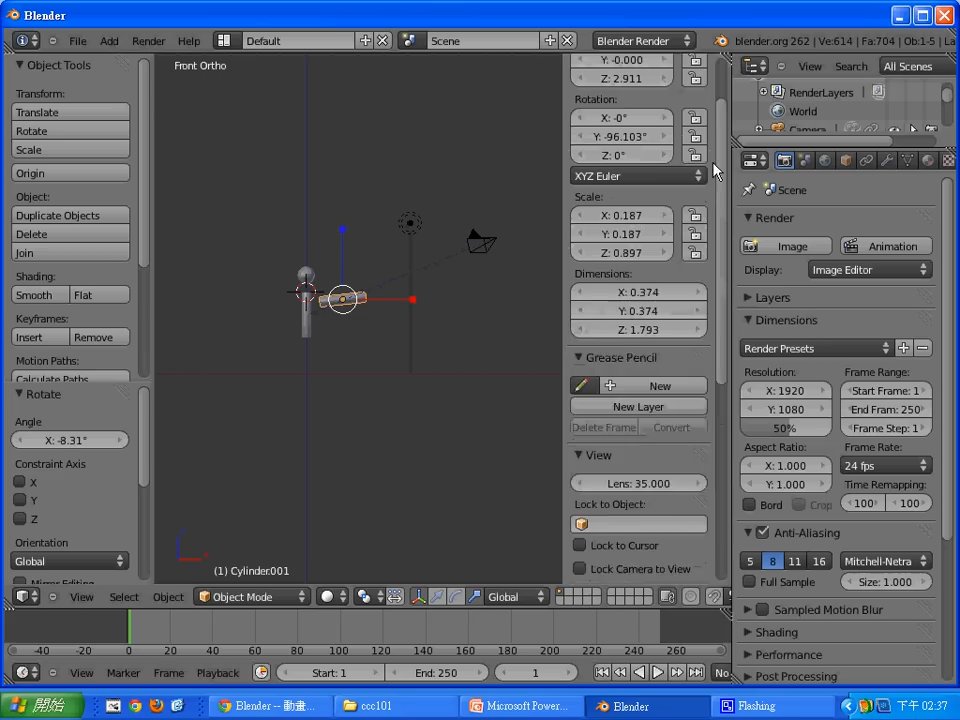 Blender
File Add Render Help Default Scene Blender Render blender.org 262 | Ve:614 | Fa:704 | Ob:1-5 | La
Object Tools
Transform:
Translate
Rotate
Scale
Origin
Object:
Duplicate Objects
Delete
Join
Shading:
Smooth Flat
Keyframes:
Insert Remove
Motion Paths:
Calculate Paths
Rotate
Angle
X: -8.31°
Constraint Axis
X
Y
Z
Orientation
Global
Mirror Editing
Front Ortho
(1) Cylinder001
Y: -0.000
Z: 2.911
Rotation:
X: -0°
Y: -96.103°
Z: 0°
XYZ Euler
Scale:
X: 0.187
Y: 0.187
Z: 0.897
Dimensions:
X: 0.374
Y: 0.374
Z: 1.793
Grease Pencil
New
New Layer
Delete Frame Convert
View
Lens: 35.000
Lock to Object:
Lock to Cursor
Lock Camera to View
View Search All Scenes
RenderLayers
World
Camera
Scene
Render
Image Animation
Display: Image Editor
Layers
Dimensions
Render Presets
Resolution: Frame Range:
X: 1920 Start Frame: 1
Y: 1080 End Fram: 250
50% Frame Step: 1
Aspect Ratio: Frame Rate:
X: 1.000 24 fps
Y: 1.000 Time Remapping:
Bord Crop 100 100
Anti-Aliasing
5 8 11 16 Mitchell-Netra
Full Sample Size: 1.000
Sampled Motion Blur
Shading
Performance
Post Processing
View Select Object Object Mode Global
-40 -20 0 20 40 60 80 100 120 140 160 180 200 220 240 260
View Marker Frame Playback Start: 1 End: 250 1 No
開始 Blender -- 動畫... ccc101 Microsoft Power... Blender Flashing 下午 02:37